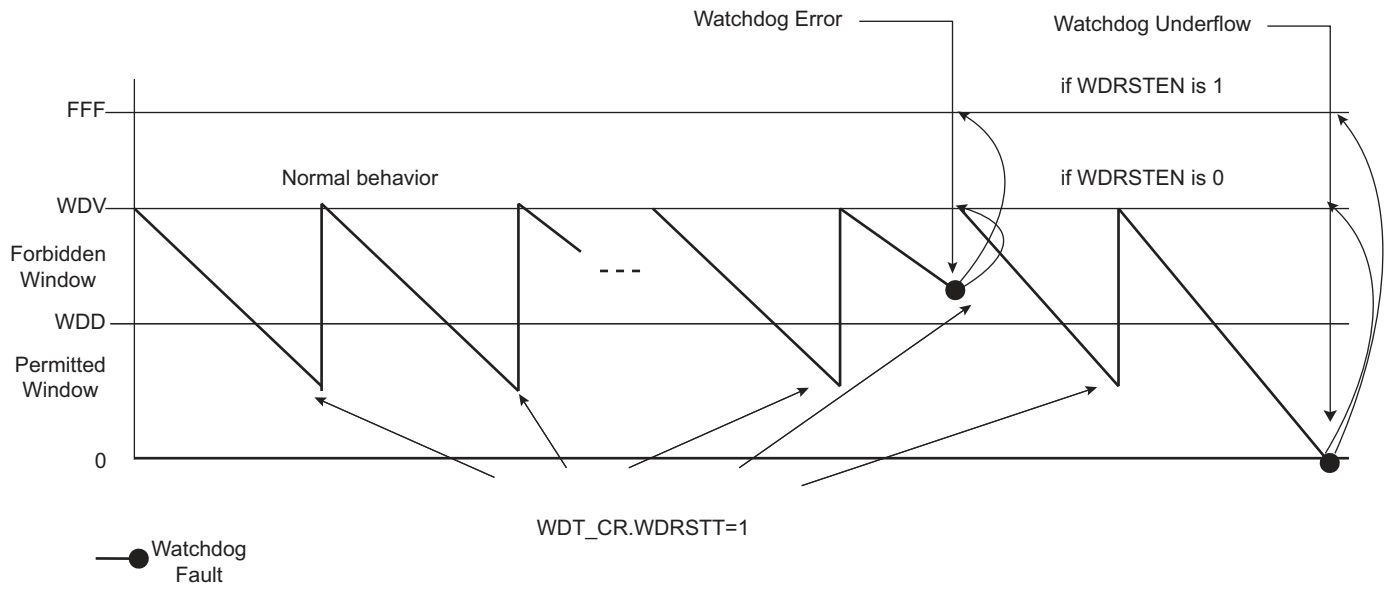 Watchdog Error
Watchdog Underflow
if WDRSTEN is 1
FFF
Normal behavior
if WDRSTEN is 0
WDV
Forbidden
Window
WDD
Permitted
Window
0
WDT_CR.WDRSTT=1
Watchdog
Fault